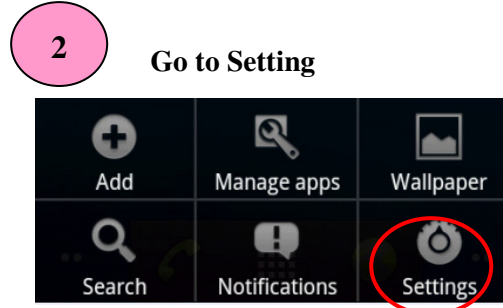 2
Go to Setting
Add Manage apps Wallpaper
Search Notifications Settings